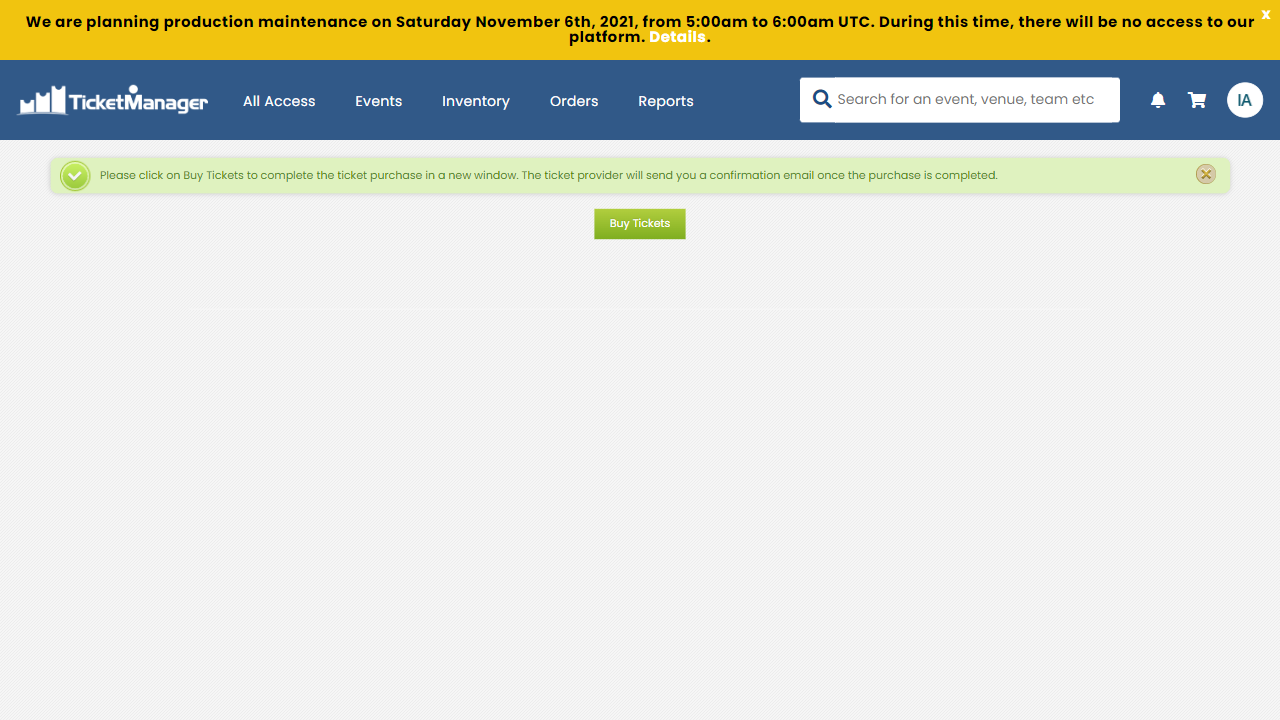 We are planning production maintenance on Saturday November 6th, 2021, from 5:00am to 6:00am UTC. During this time, there will be no access to our
platform. Details.
x
TicketManager
All Access
Events
Inventory
Orders
Reports
Search for an event, venue, team etc
IA
Please click on Buy Tickets to complete the ticket purchase in a new window. The ticket provider will send you a confirmation email once the purchase is completed.
Buy Tickets